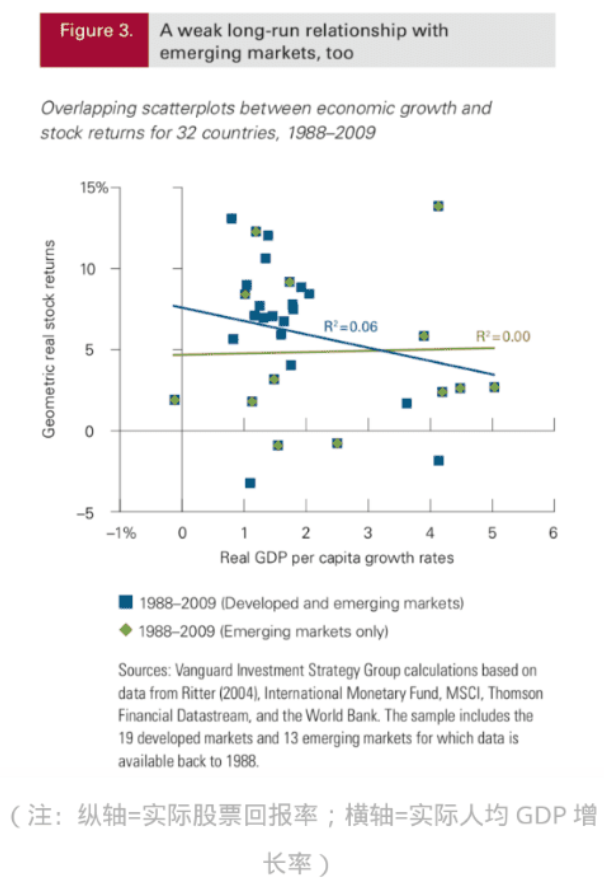 Figure 3.
A weak long-run relationship with
emerging markets, too
Overlapping scatterplots between economic growth and
stock returns for 32 countries, 1988–2009
Geometric real stock returns
15%
10
5
0
–5
R²=0.06
R²=0.00
–1%
0
1
2
3
4
5
6
Real GDP per capita growth rates
1988–2009 (Developed and emerging markets)
1988–2009 (Emerging markets only)
Sources: Vanguard Investment Strategy Group calculations based on
data from Ritter (2004), International Monetary Fund, MSCI, Thomson
Financial Datastream, and the World Bank. The sample includes the
19 developed markets and 13 emerging markets for which data is
available back to 1988.
（注：纵轴=实际股票回报率；横轴=实际人均 GDP 增
长率）